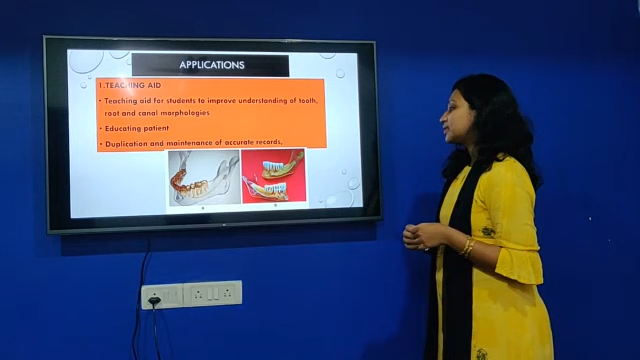 APPLICATIONS
1.TEACHING AID
• Teaching aid for students to improve understanding of tooth,
root and canal morphologies
• Educating patient
• Duplication and maintenance of accurate records,